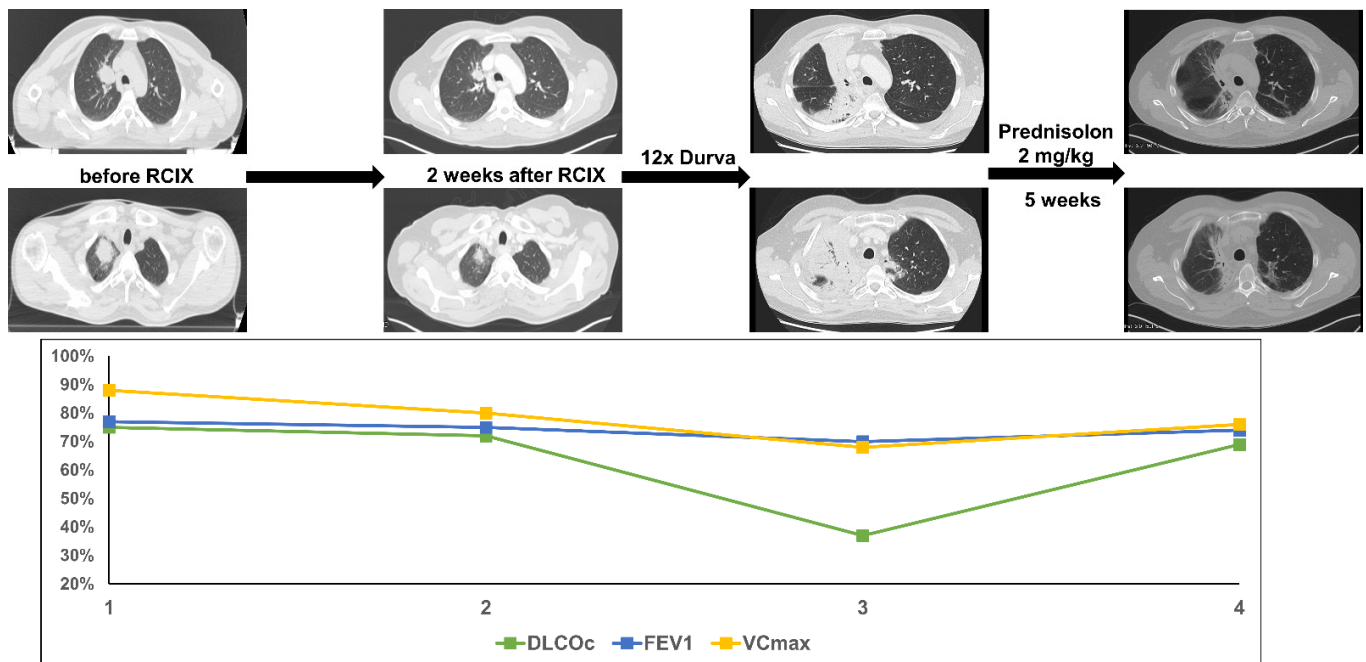 before RCIX
2 weeks after RCIX
12x Durva
Prednisolon
2 mg/kg
5 weeks
100%
90%
80%
70%
60%
50%
40%
30%
20%
1
2
3
4
DLCOc
FEV1
VCmax